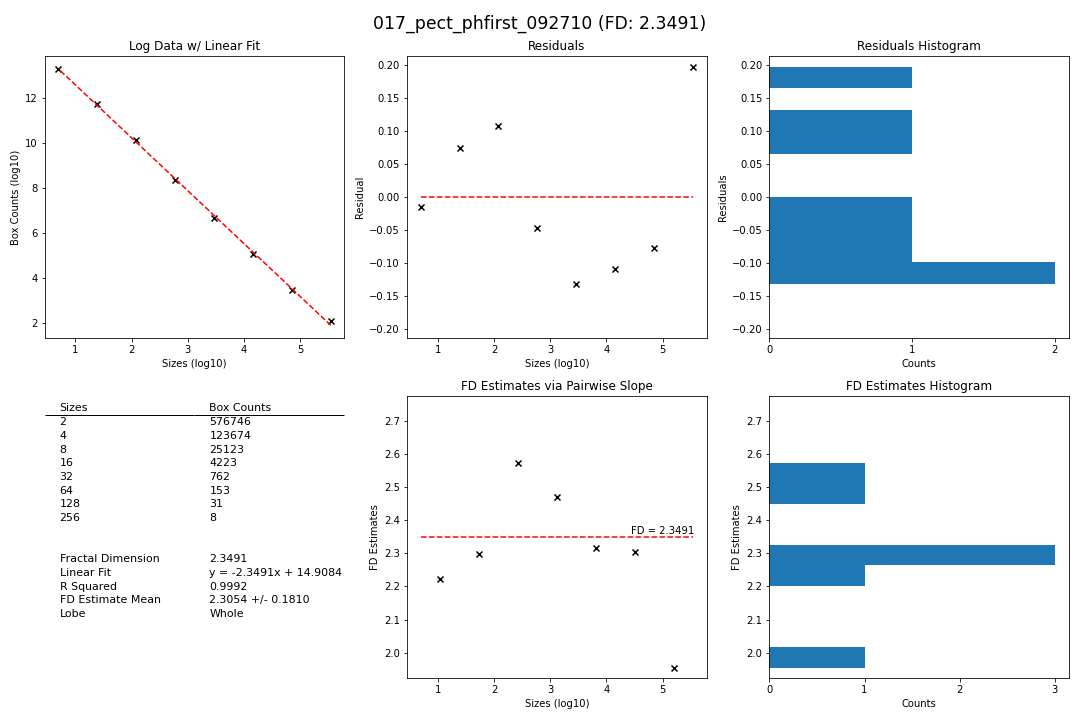 017_pect_phfirst_092710 (FD: 2.3491)
Log Data w/ Linear Fit
Box Counts (log10)
12
10
8
6
4
2
1 2 3 4 5
Sizes (log10)
Residuals
Residual
0.20
0.15
0.10
0.05
0.00
−0.05
−0.10
−0.15
−0.20
1 2 3 4 5
Sizes (log10)
Residuals Histogram
Residuals
0.20
0.15
0.10
0.05
0.00
−0.05
−0.10
−0.15
−0.20
0 1 2
Counts
Sizes Box Counts
2 576746
4 123674
8 25123
16 4223
32 762
64 153
128 31
256 8
Fractal Dimension 2.3491
Linear Fit y = -2.3491x + 14.9084
R Squared 0.9992
FD Estimate Mean 2.3054 +/- 0.1810
Lobe Whole
FD Estimates via Pairwise Slope
FD Estimates
2.7
2.6
2.5
2.4
2.3
2.2
2.1
2.0
FD = 2.3491
1 2 3 4 5
Sizes (log10)
FD Estimates Histogram
FD Estimates
2.7
2.6
2.5
2.4
2.3
2.2
2.1
2.0
0 1 2 3
Counts